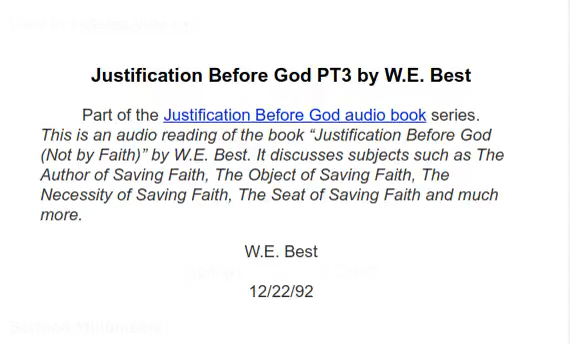 Justification Before God PT3 by W.E. Best
Part of the Justification Before God audio book series.
This is an audio reading of the book “Justification Before God
(Not by Faith)” by W.E. Best. It discusses subjects such as The
Author of Saving Faith, The Object of Saving Faith, The
Necessity of Saving Faith, The Seat of Saving Faith and much
more.
W.E. Best
12/22/92